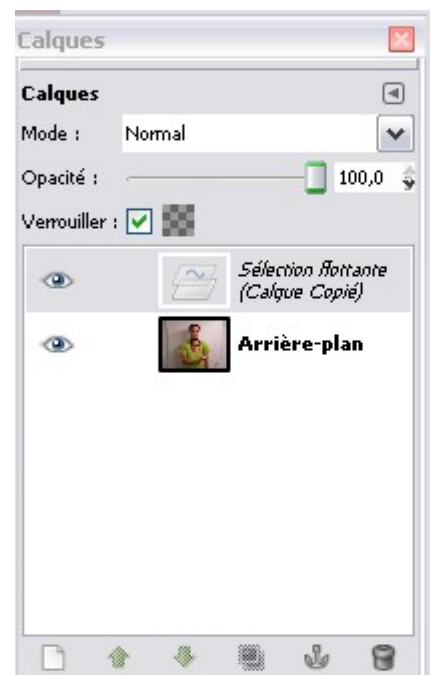 Calques
Calques
Mode : Normal
Opacité : 100,0
Verrouiller :
Sélection flottante
(Calque Copié)
Arrière-plan